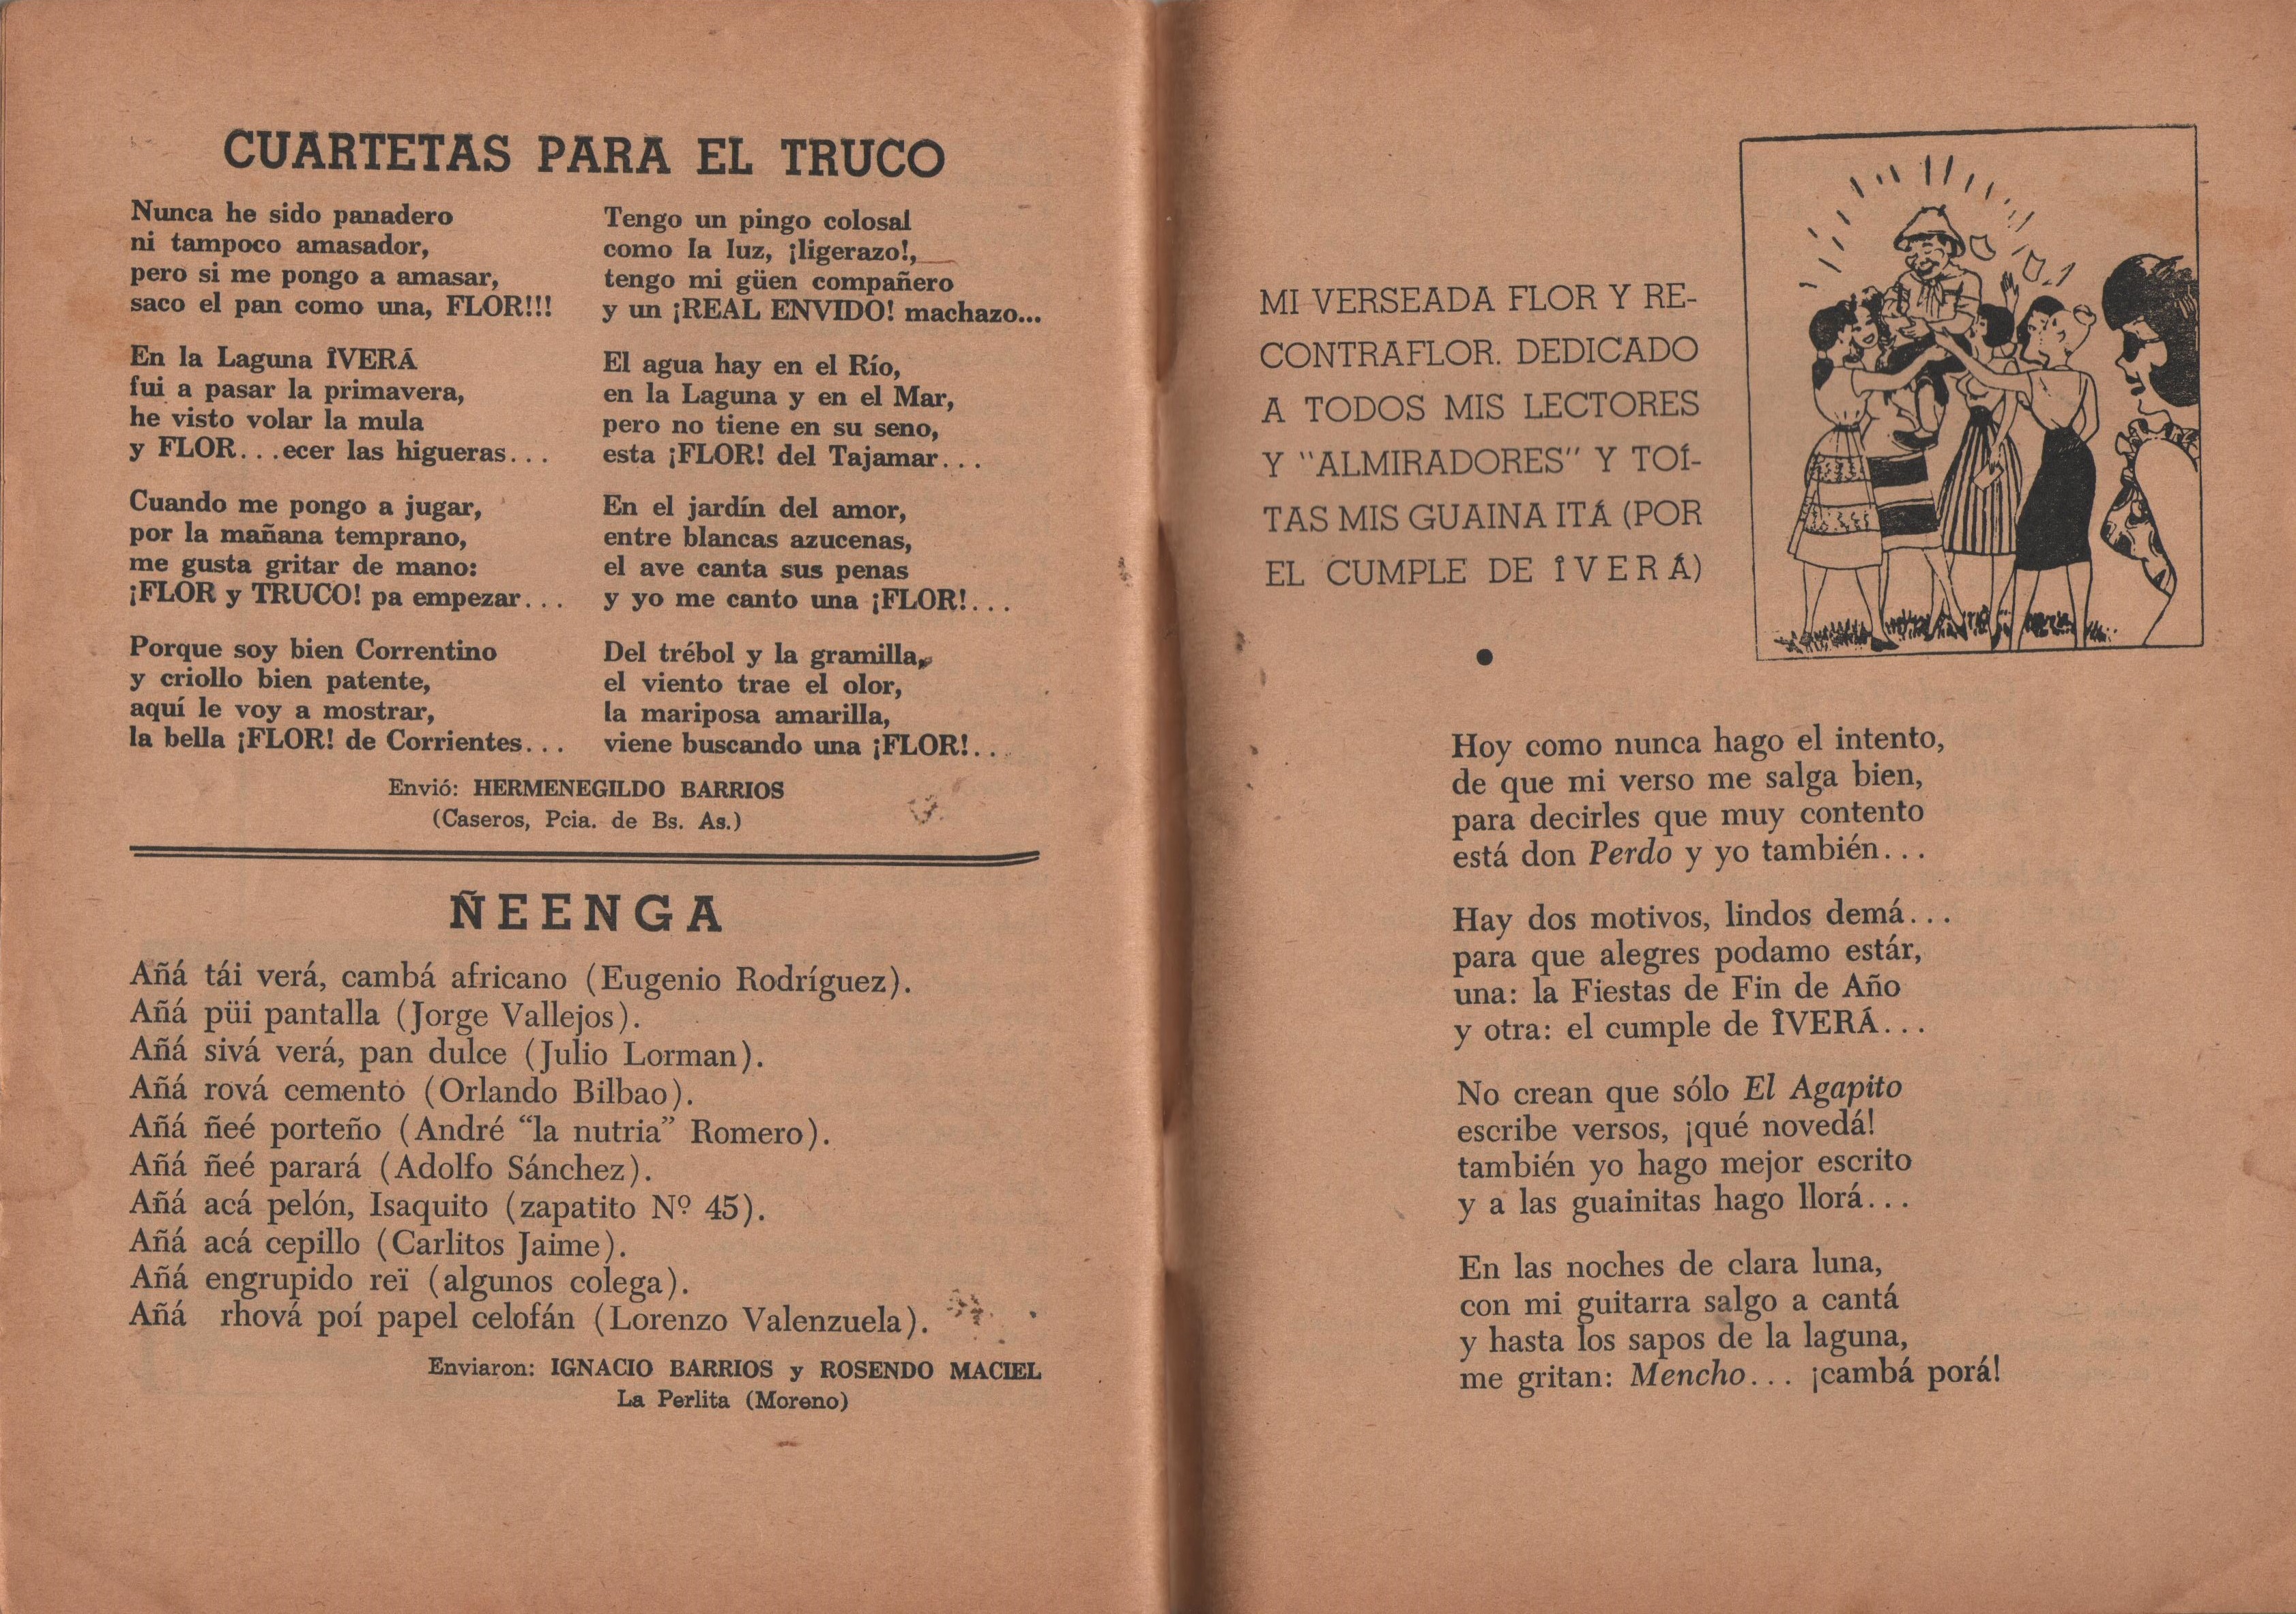 CUARTETAS PARA EL TRUCO
Nunca he sido panadero
ni tampoco amasador,
pero si me pongo a amasar,
saco el pan como una, FLOR!!!
En la Laguna ÎVERÁ
fui a pasar la primavera,
he visto volar la mula
y FLOR...ecer las higueras...
Cuando me pongo a jugar,
por la mañana temprano,
me gusta gritar de mano:
¡FLOR y TRUCO! pa empezar...
Porque soy bien Correntino
y criollo bien patente,
aquí le voy a mostrar,
la bella ¡FLOR! de Corrientes...
Tengo un pingo colosal
como la luz, ¡ligerazo!,
tengo mi güen compañero
y un ¡REAL ENVIDO! machazo...
El agua hay en el Río,
en la Laguna y en el Mar,
pero no tiene en su seno,
esta ¡FLOR! del Tajamar...
En el jardín del amor,
entre blancas azucenas,
el ave canta sus penas
y yo me canto una ¡FLOR!...
Del trébol y la gramilla,
el viento trae el olor,
la mariposa amarilla,
viene buscando una ¡FLOR!...
Envió: HERMENEGILDO BARRIOS
(Caseros, Pcia. de Bs. As.)
ÑEENGA
Añá tái verá, cambá africano (Eugenio Rodríguez).
Añá püi pantalla (Jorge Vallejos).
Añá sivá verá, pan dulce (Julio Lorman).
Añá rová cemento (Orlando Bilbao).
Añá ñeé porteño (André "la nutria" Romero).
Añá ñeé parará (Adolfo Sánchez).
Añá acá pelón, Isaquito (zapatito Nº 45).
Añá acá cepillo (Carlitos Jaime).
Añá engrupido reï (algunos colega).
Añá rhová poí papel celofán (Lorenzo Valenzuela).
Enviaron: IGNACIO BARRIOS y ROSENDO MACIEL
La Perlita (Moreno)
MI VERSEADA FLOR Y RE-
CONTRAFLOR. DEDICADO
A TODOS MIS LECTORES
Y "ALMIRADORES" Y TOÍ-
TAS MIS GUAINA ITÁ (POR
EL CUMPLE DE ÎVERÁ)
Hoy como nunca hago el intento,
de que mi verso me salga bien,
para decirles que muy contento
está don Perdo y yo también...
Hay dos motivos, lindos demá...
para que alegres podamo estár,
una: la Fiestas de Fin de Año
y otra: el cumple de ÎVERÁ...
No crean que sólo El Agapito
escribe versos, ¡qué novedá!
también yo hago mejor escrito
y a las guainitas hago llorá...
En las noches de clara luna,
con mi guitarra salgo a cantá
y hasta los sapos de la laguna,
me gritan: Mencho... ¡cambá porá!